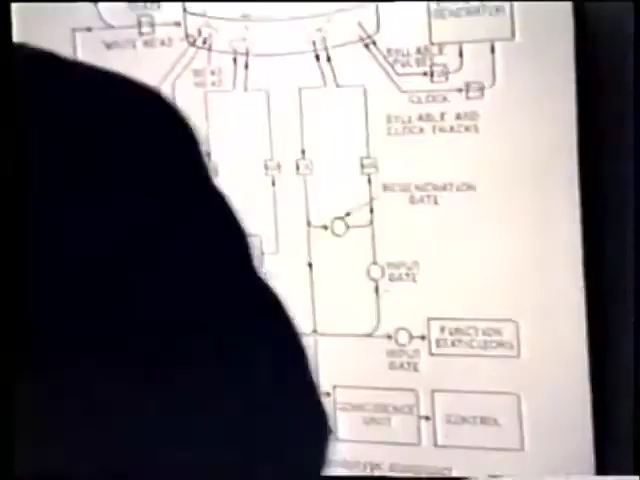 GENERATOR
WRITE HEAD
READ
HEAD
SYLLABLE
PULSES
CLOCK
SYLLABLE AND
CLOCK TRACKS
REGENERATION
GATE
INPUT
GATE
FUNCTION
STATICISORS
INPUT
GATE
COINCIDENCE
UNIT
CONTROL